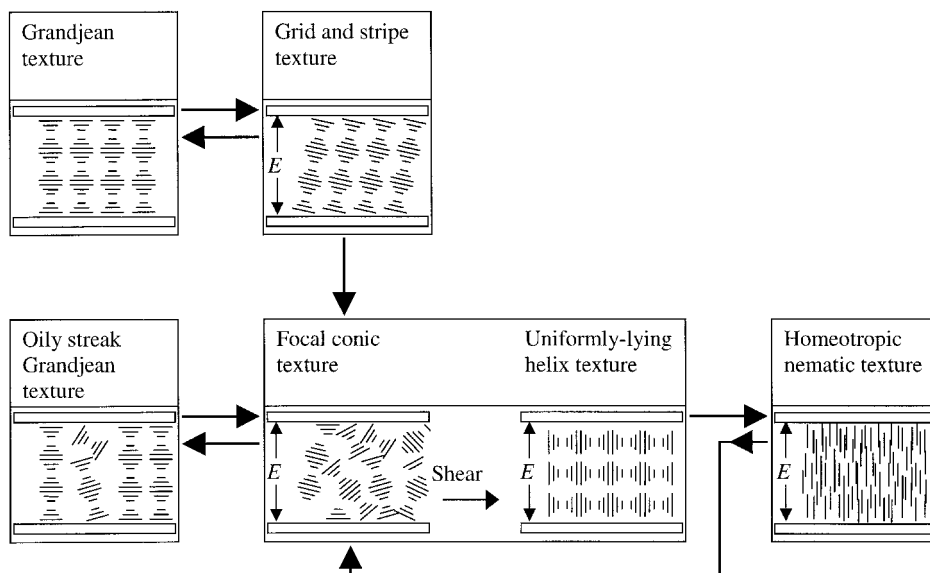 Grandjean
texture
Grid and stripe
texture
E
Oily streak
Grandjean
texture
Focal conic
texture
Uniformly-lying
helix texture
Homeotropic
nematic texture
E
Shear
E
E